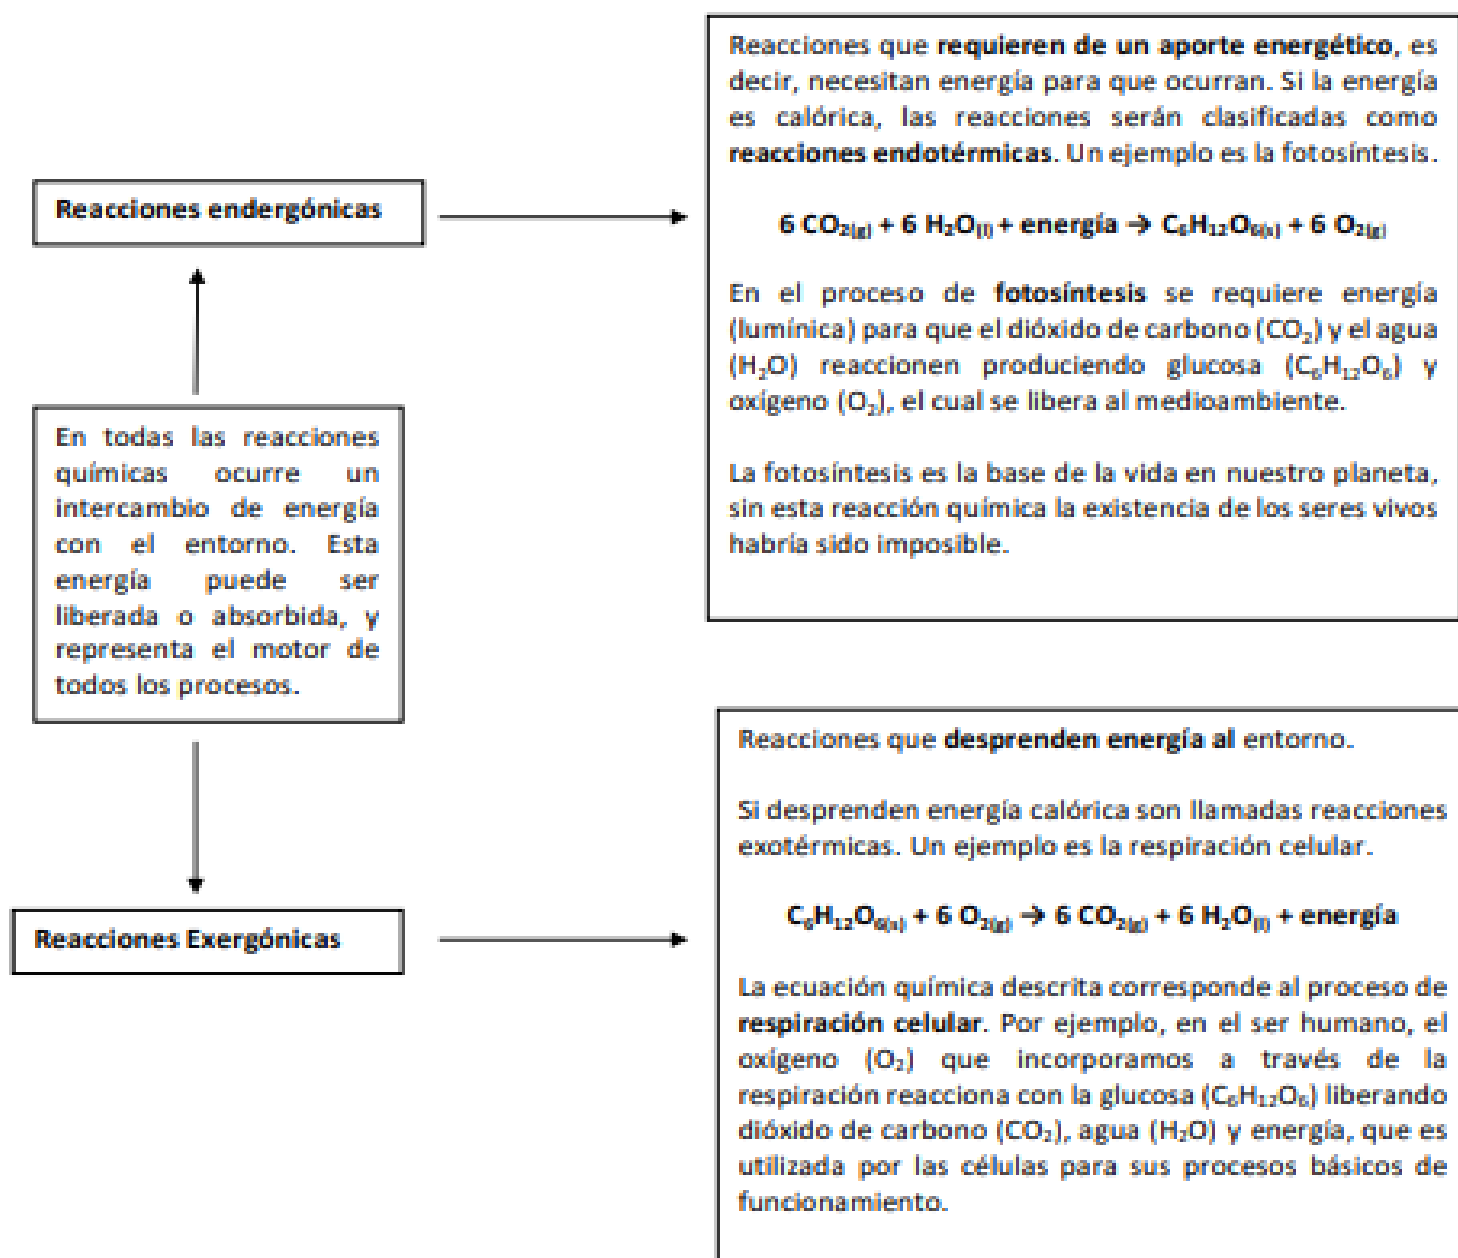 Reacciones que requieren de un aporte energético, es
decir, necesitan energía para que ocurran. Si la energía
es calórica, las reacciones serán clasificadas como
reacciones endotérmicas. Un ejemplo es la fotosíntesis.
6 CO₂(g) + 6 H₂O(l) + energía → C₆H₁₂O₆(s) + 6 O₂(g)
En el proceso de fotosíntesis se requiere energía
(lumínica) para que el dióxido de carbono (CO₂) y el agua
(H₂O) reaccionen produciendo glucosa (C₆H₁₂O₆) y
oxígeno (O₂), el cual se libera al medioambiente.
La fotosíntesis es la base de la vida en nuestro planeta,
sin esta reacción química la existencia de los seres vivos
habría sido imposible.
Reacciones endergónicas
En todas las reacciones
químicas ocurre un
intercambio de energía
con el entorno. Esta
energía puede ser
liberada o absorbida, y
representa el motor de
todos los procesos.
Reacciones Exergónicas
Reacciones que desprenden energía al entorno.
Si desprenden energía calórica son llamadas reacciones
exotérmicas. Un ejemplo es la respiración celular.
C₆H₁₂O₆(s) + 6 O₂(g) → 6 CO₂(g) + 6 H₂O(l) + energía
La ecuación química descrita corresponde al proceso de
respiración celular. Por ejemplo, en el ser humano, el
oxígeno (O₂) que incorporamos a través de la
respiración reacciona con la glucosa (C₆H₁₂O₆) liberando
dióxido de carbono (CO₂), agua (H₂O) y energía, que es
utilizada por las células para sus procesos básicos de
funcionamiento.